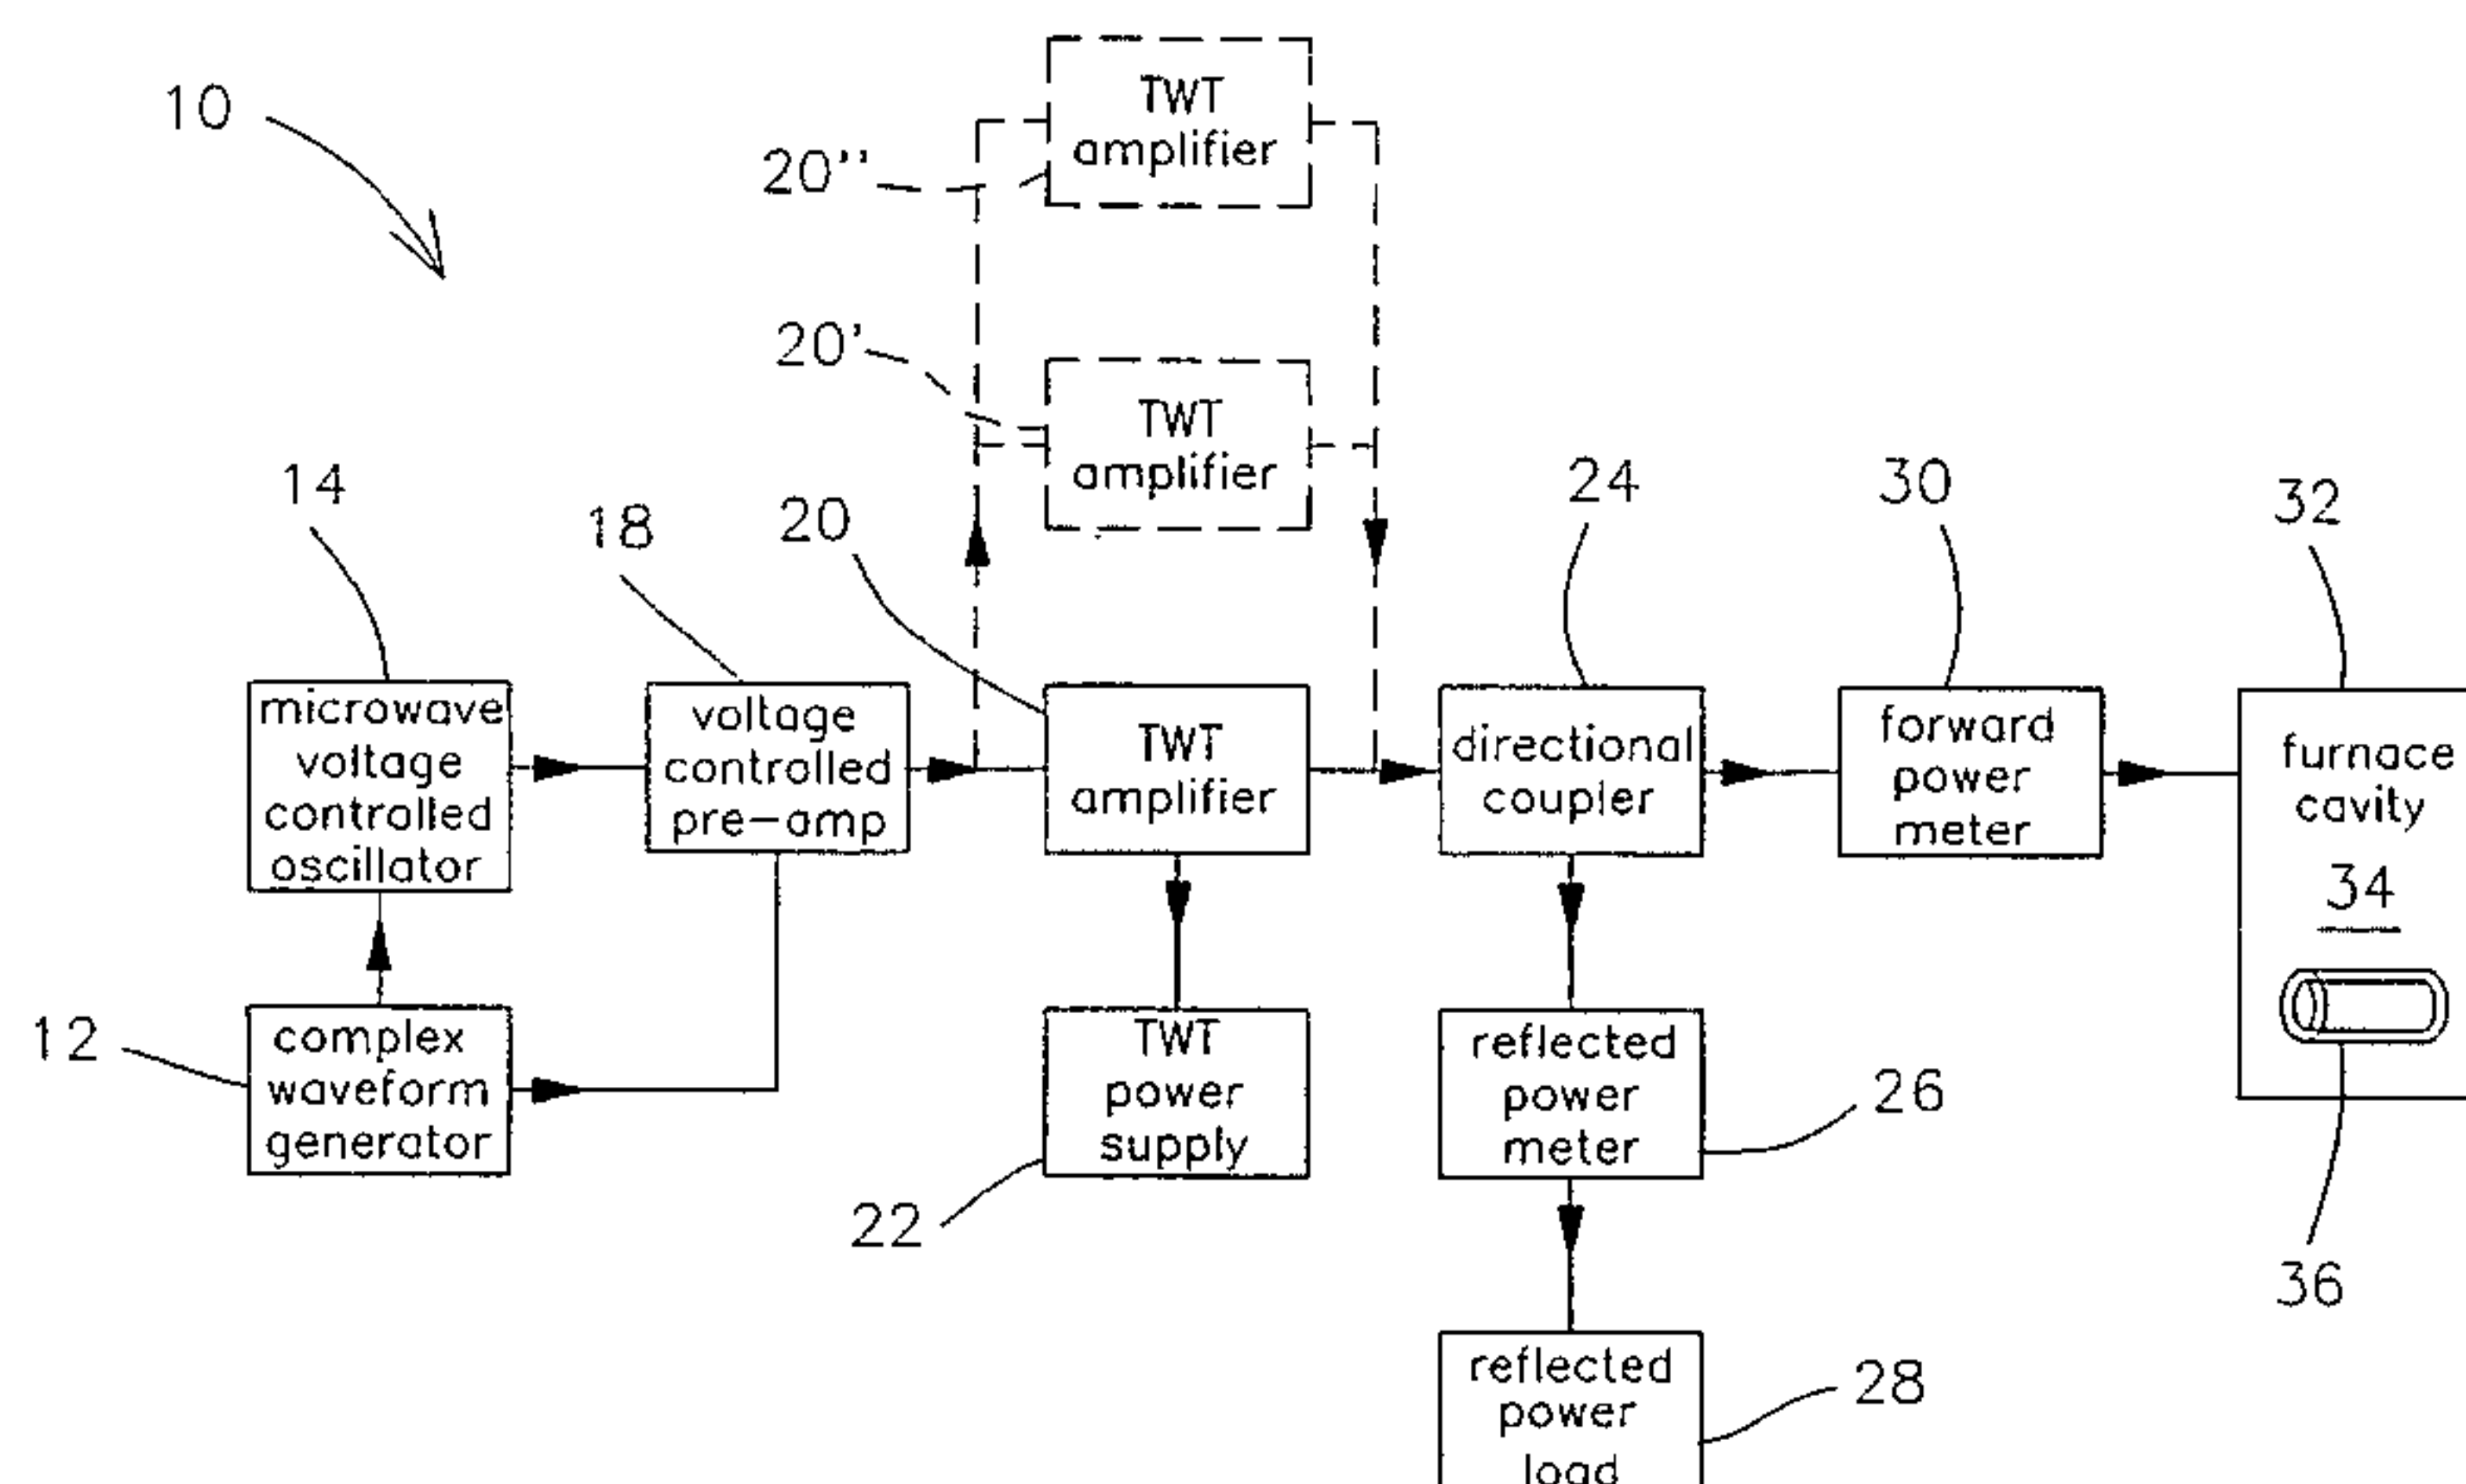 10
TWT
amplifier
20''
20'
TWT
amplifier
14
18
20
24
30
32
microwave
voltage
controlled
oscillator
voltage
controlled
pre-amp
TWT
amplifier
directional
coupler
forward
power
meter
furnace
cavity
34
12
complex
waveform
generator
TWT
power
supply
22
reflected
power
meter
26
36
reflected
power
load
28